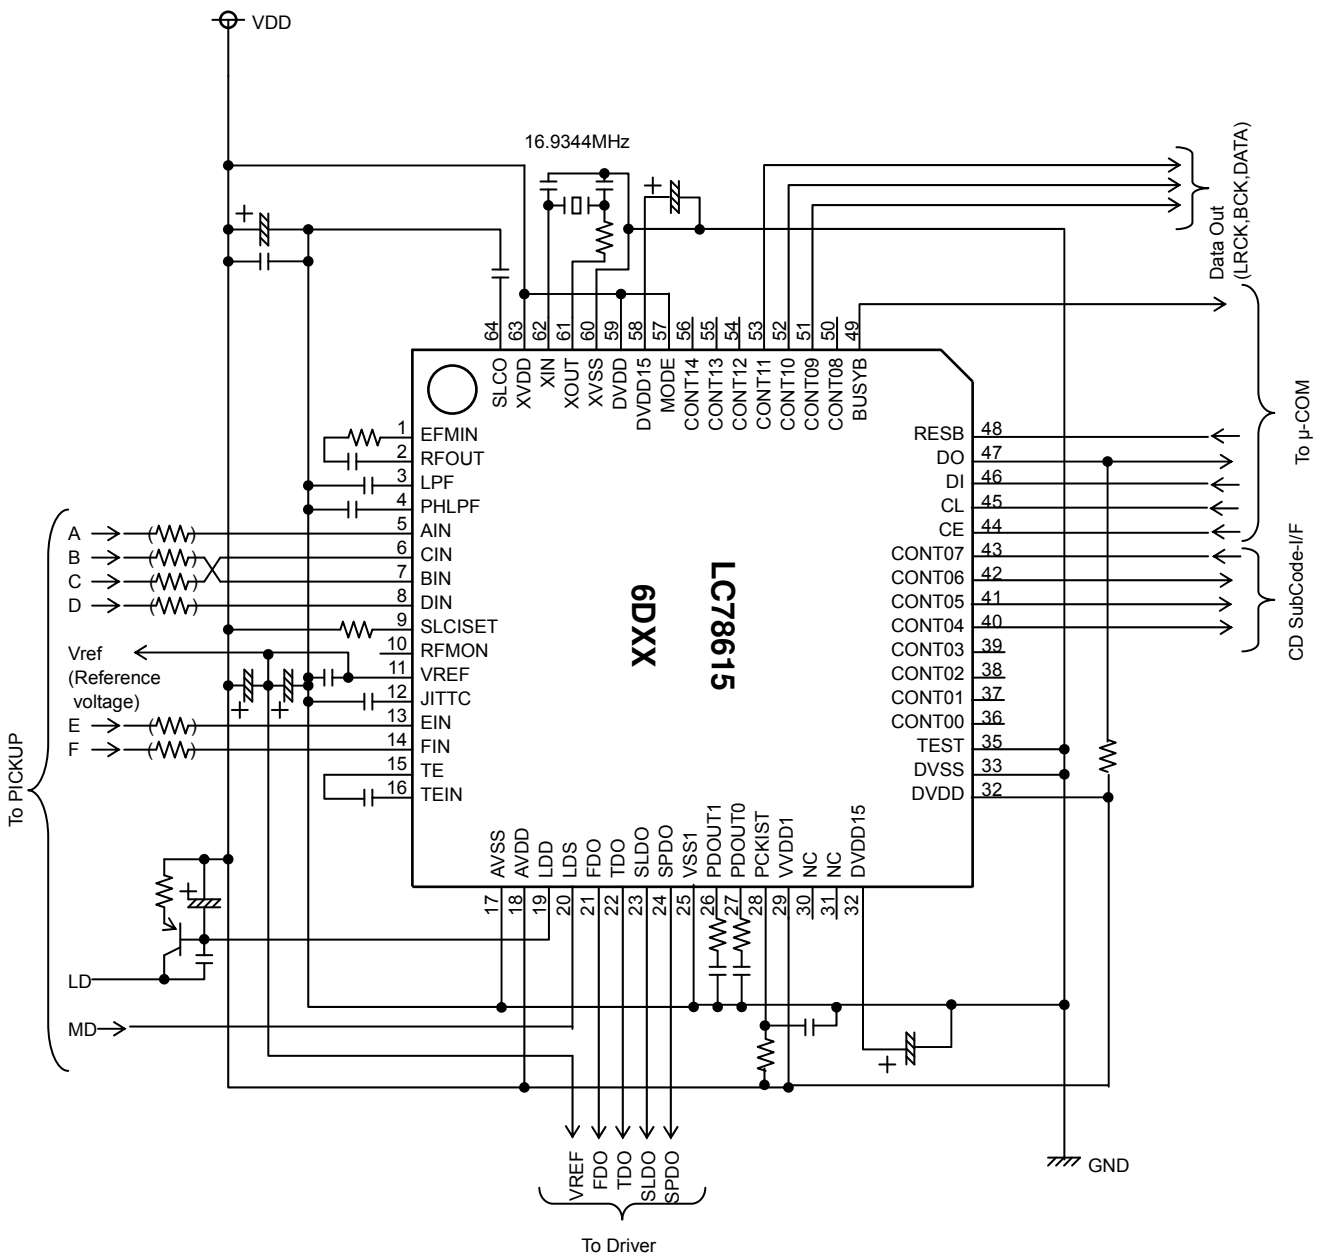 VDD
16.9344MHz
Data Out
(LRCK,BCK,DATA)
64
63
62
61
60
59
58
57
56
55
54
53
52
51
50
49
SLCO
XVDD
XIN
XOUT
XVSS
DVDD
DVDD15
MODE
CONT14
CONT13
CONT12
CONT11
CONT10
CONT09
CONT08
BUSYB
1 EFMIN
2 RFOUT
3 LPF
4 PHLPF
A 5 AIN
B 6 CIN
C 7 BIN
D 8 DIN
9 SLCISET
10 RFMON
Vref
(Reference
voltage)
11 VREF
12 JITTC
E 13 EIN
F 14 FIN
15 TE
16 TEIN
To PICKUP
LC78615
6DXX
RESB 48
DO 47
DI 46
CL 45
CE 44
CONT07 43
CONT06 42
CONT05 41
CONT04 40
CONT03 39
CONT02 38
CONT01 37
CONT00 36
TEST 35
DVSS 33
DVDD 32
To µ-COM
CD SubCode-I/F
AVSS
AVDD
LDD
LDS
FDO
TDO
SLDO
SPDO
VSS1
PDOUT1
PDOUT0
PCKIST
VVDD1
NC
NC
DVDD15
17
18
19
20
21
22
23
24
25
26
27
28
29
30
31
32
LD
MD
VREF
FDO
TDO
SLDO
SPDO
GND
To Driver
+
+
+
+
+
+